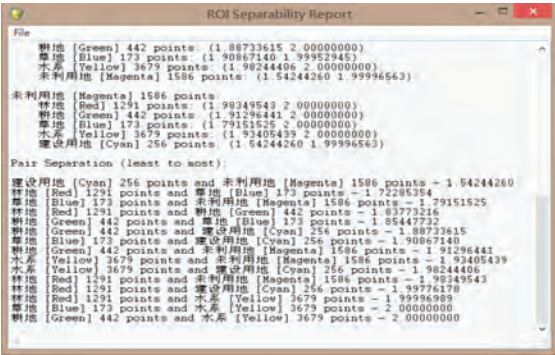 ROI Separability Report
File
耕地 [Green] 442 points: (1.88733615 2.00000000)
草地 [Blue] 173 points: (1.90867140 1.99952945)
水系 [Yellow] 3679 points: (1.98244406 2.00000000)
未利用地 [Magenta] 1586 points: (1.54244260 1.99996563)
未利用地 [Magenta] 1586 points:
林地 [Red] 1291 points: (1.98349543 2.00000000)
耕地 [Green] 442 points: (1.91296441 2.00000000)
草地 [Blue] 173 points: (1.79151525 2.00000000)
水系 [Yellow] 3679 points: (1.93405439 2.00000000)
建设用地 [Cyan] 256 points: (1.54244260 1.99996563)
Pair Separation (least to most):
建设用地 [Cyan] 256 points and 未利用地 [Magenta] 1586 points - 1.54244260
林地 [Red] 1291 points and 草地 [Blue] 173 points - 1.72285354
草地 [Blue] 173 points and 未利用地 [Magenta] 1586 points - 1.79151525
林地 [Red] 1291 points and 耕地 [Green] 442 points - 1.83773216
耕地 [Green] 442 points and 草地 [Blue] 173 points - 1.85447732
耕地 [Green] 442 points and 建设用地 [Cyan] 256 points - 1.88733615
草地 [Blue] 173 points and 建设用地 [Cyan] 256 points - 1.90867140
耕地 [Green] 442 points and 未利用地 [Magenta] 1586 points - 1.91296441
水系 [Yellow] 3679 points and 未利用地 [Magenta] 1586 points - 1.93405439
水系 [Yellow] 3679 points and 建设用地 [Cyan] 256 points - 1.98244406
林地 [Red] 1291 points and 未利用地 [Magenta] 1586 points - 1.98349543
林地 [Red] 1291 points and 建设用地 [Cyan] 256 points - 1.99776178
林地 [Red] 1291 points and 水系 [Yellow] 3679 points - 1.99996989
草地 [Blue] 173 points and 水系 [Yellow] 3679 points - 2.00000000
耕地 [Green] 442 points and 水系 [Yellow] 3679 points - 2.00000000